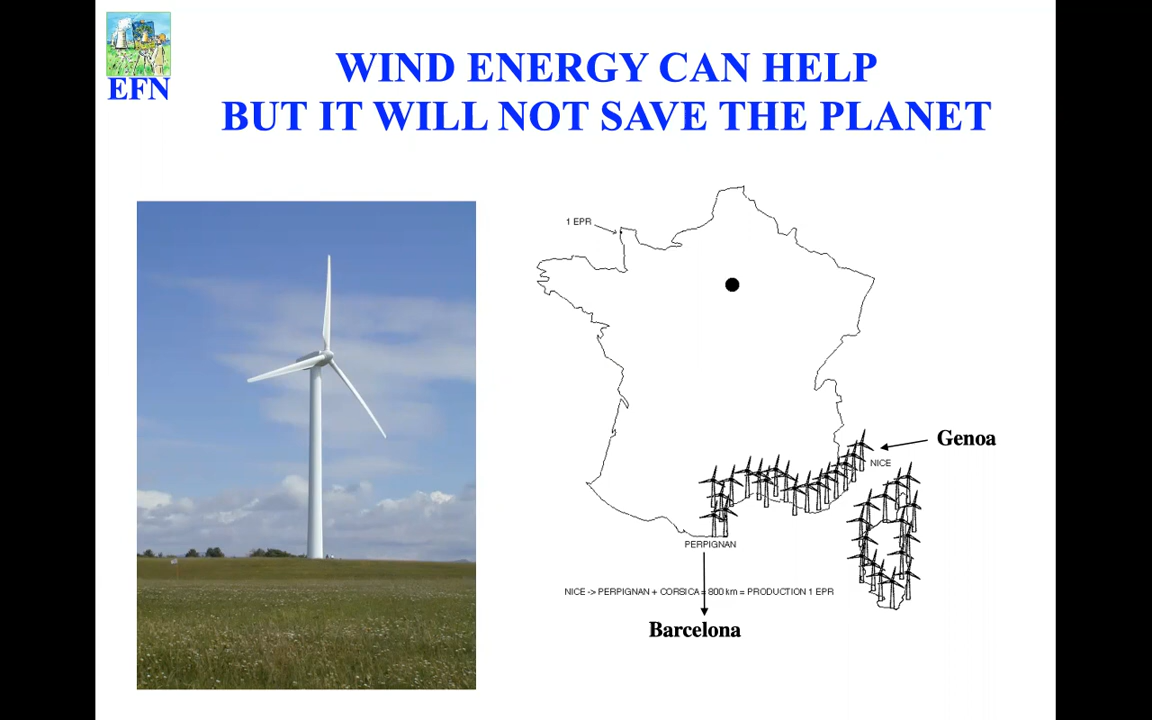 EFN
WIND ENERGY CAN HELP
BUT IT WILL NOT SAVE THE PLANET
1 EPR
Genoa
NICE
PERPIGNAN
NICE -> PERPIGNAN + CORSICA = 800 km = PRODUCTION 1 EPR
Barcelona